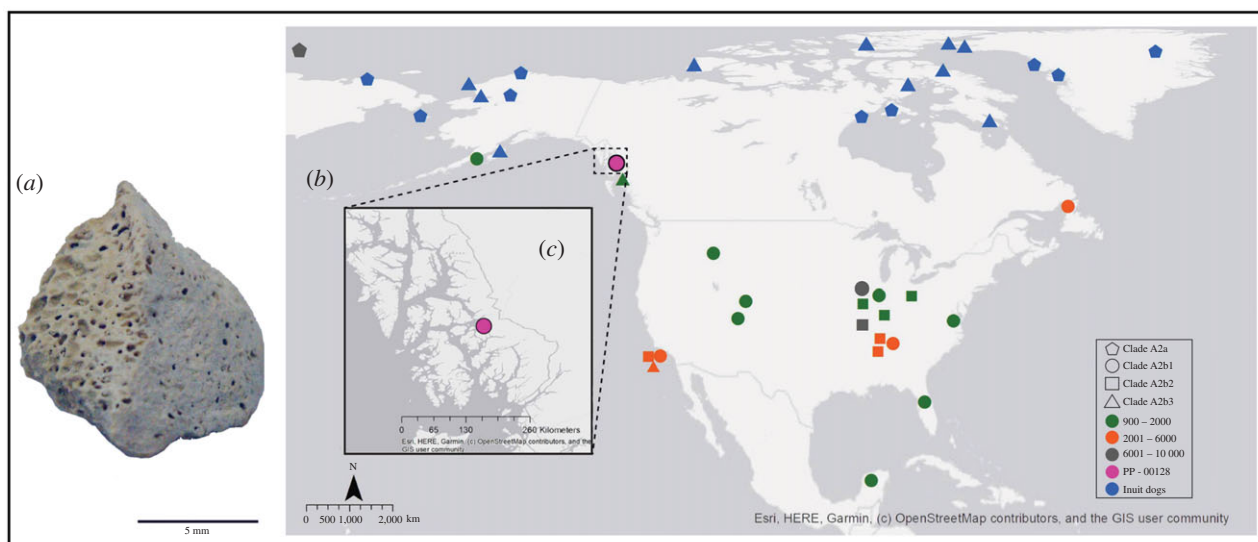 (a)
5 mm
(b)
(c)
0 65 130 260 Kilometers
Esri, HERE, Garmin, (c) OpenStreetMap contributors, and the
GIS user community
N
0 500 1,000 2,000 km
Clade A2a
Clade A2b1
Clade A2b2
Clade A2b3
900 – 2000
2001 – 6000
6001 – 10 000
PP - 00128
Inuit dogs
Esri, HERE, Garmin, (c) OpenStreetMap contributors, and the GIS user community